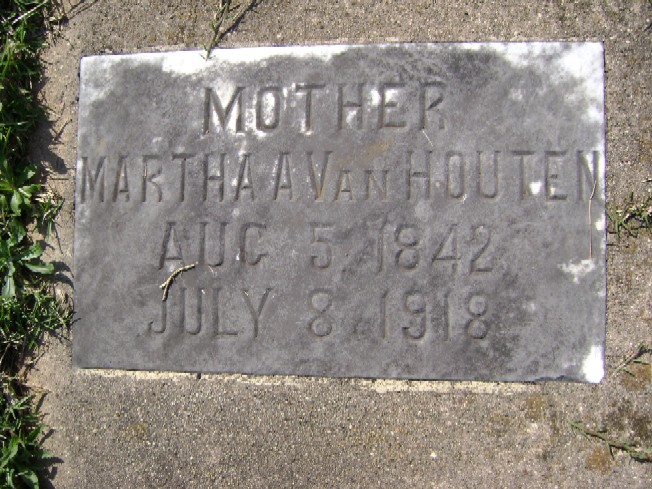 MOTHER
MARTHA A VAN HOUTEN
AUG 5, 1842
JULY 8, 1918